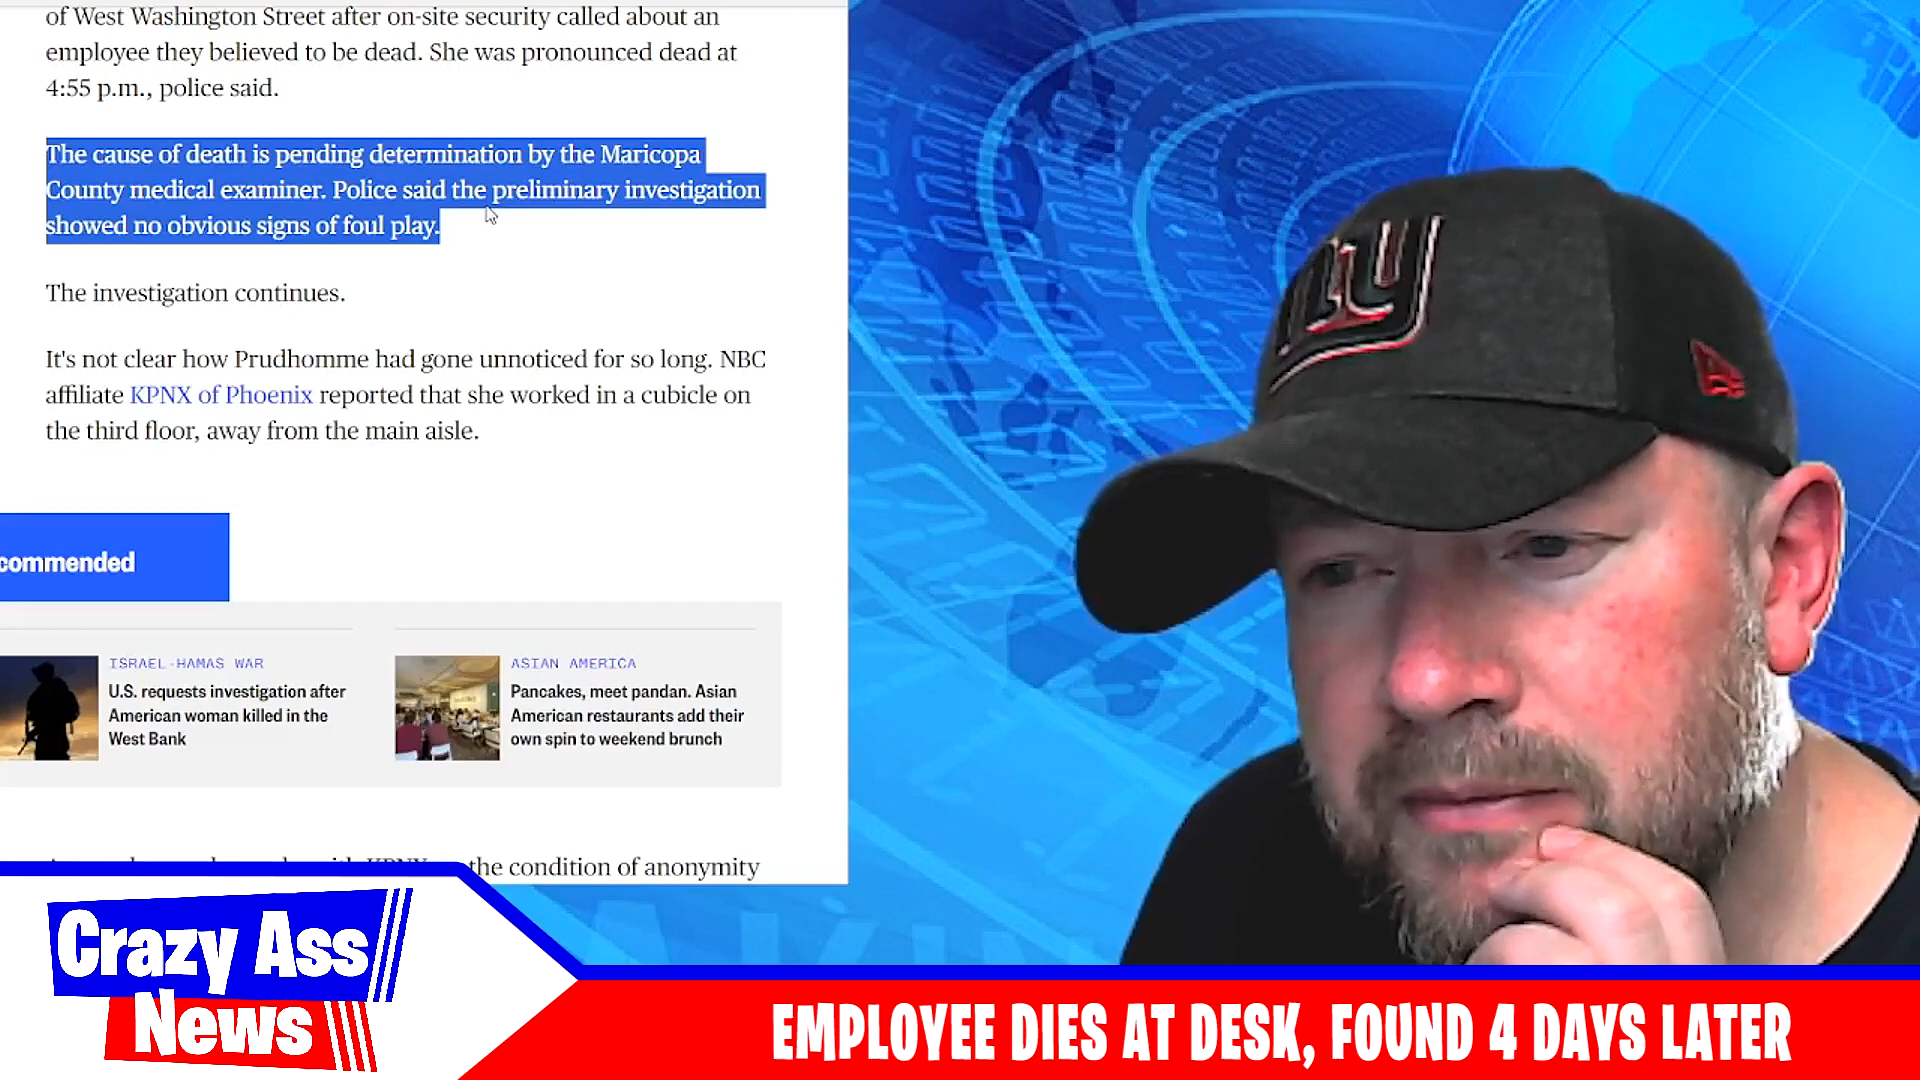 of West Washington Street after on-site security called about an
employee they believed to be dead. She was pronounced dead at
4:55 p.m., police said.
The cause of death is pending determination by the Maricopa
County medical examiner. Police said the preliminary investigation
showed no obvious signs of foul play.
The investigation continues.
It's not clear how Prudhomme had gone unnoticed for so long. NBC
affiliate KPNX of Phoenix reported that she worked in a cubicle on
the third floor, away from the main aisle.
commended
ISRAEL-HAMAS WAR
U.S. requests investigation after
American woman killed in the
West Bank
ASIAN AMERICA
Pancakes, meet pandan. Asian
American restaurants add their
own spin to weekend brunch
the condition of anonymity
NY
Crazy Ass
News
EMPLOYEE DIES AT DESK, FOUND 4 DAYS LATER